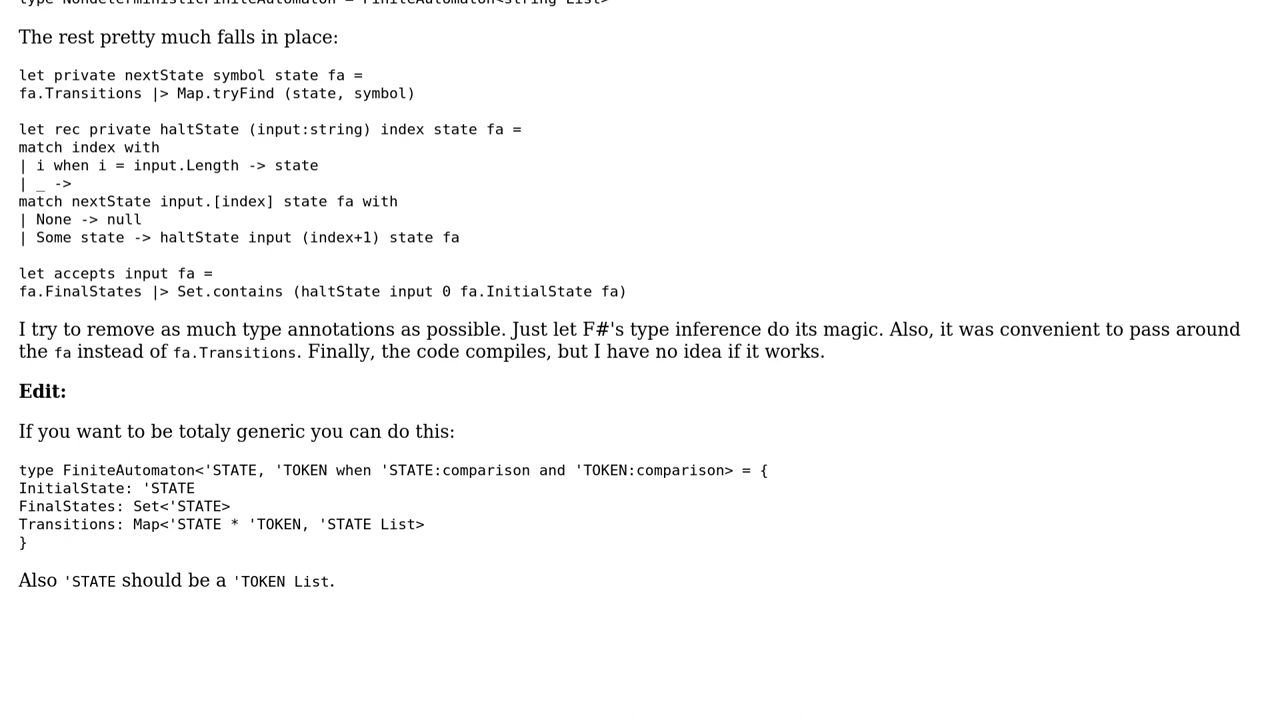 type NondeterministicFiniteAutomaton = FiniteAutomaton<string List>
The rest pretty much falls in place:
let private nextState symbol state fa =
fa.Transitions |> Map.tryFind (state, symbol)
let rec private haltState (input:string) index state fa =
match index with
| i when i = input.Length -> state
| _ ->
match nextState input.[index] state fa with
| None -> null
| Some state -> haltState input (index+1) state fa
let accepts input fa =
fa.FinalStates |> Set.contains (haltState input 0 fa.InitialState fa)
I try to remove as much type annotations as possible. Just let F#'s type inference do its magic. Also, it was convenient to pass around
the fa instead of fa.Transitions. Finally, the code compiles, but I have no idea if it works.
Edit:
If you want to be totaly generic you can do this:
type FiniteAutomaton<'STATE, 'TOKEN when 'STATE:comparison and 'TOKEN:comparison> = {
InitialState: 'STATE
FinalStates: Set<'STATE>
Transitions: Map<'STATE * 'TOKEN, 'STATE List>
}
Also 'STATE should be a 'TOKEN List.